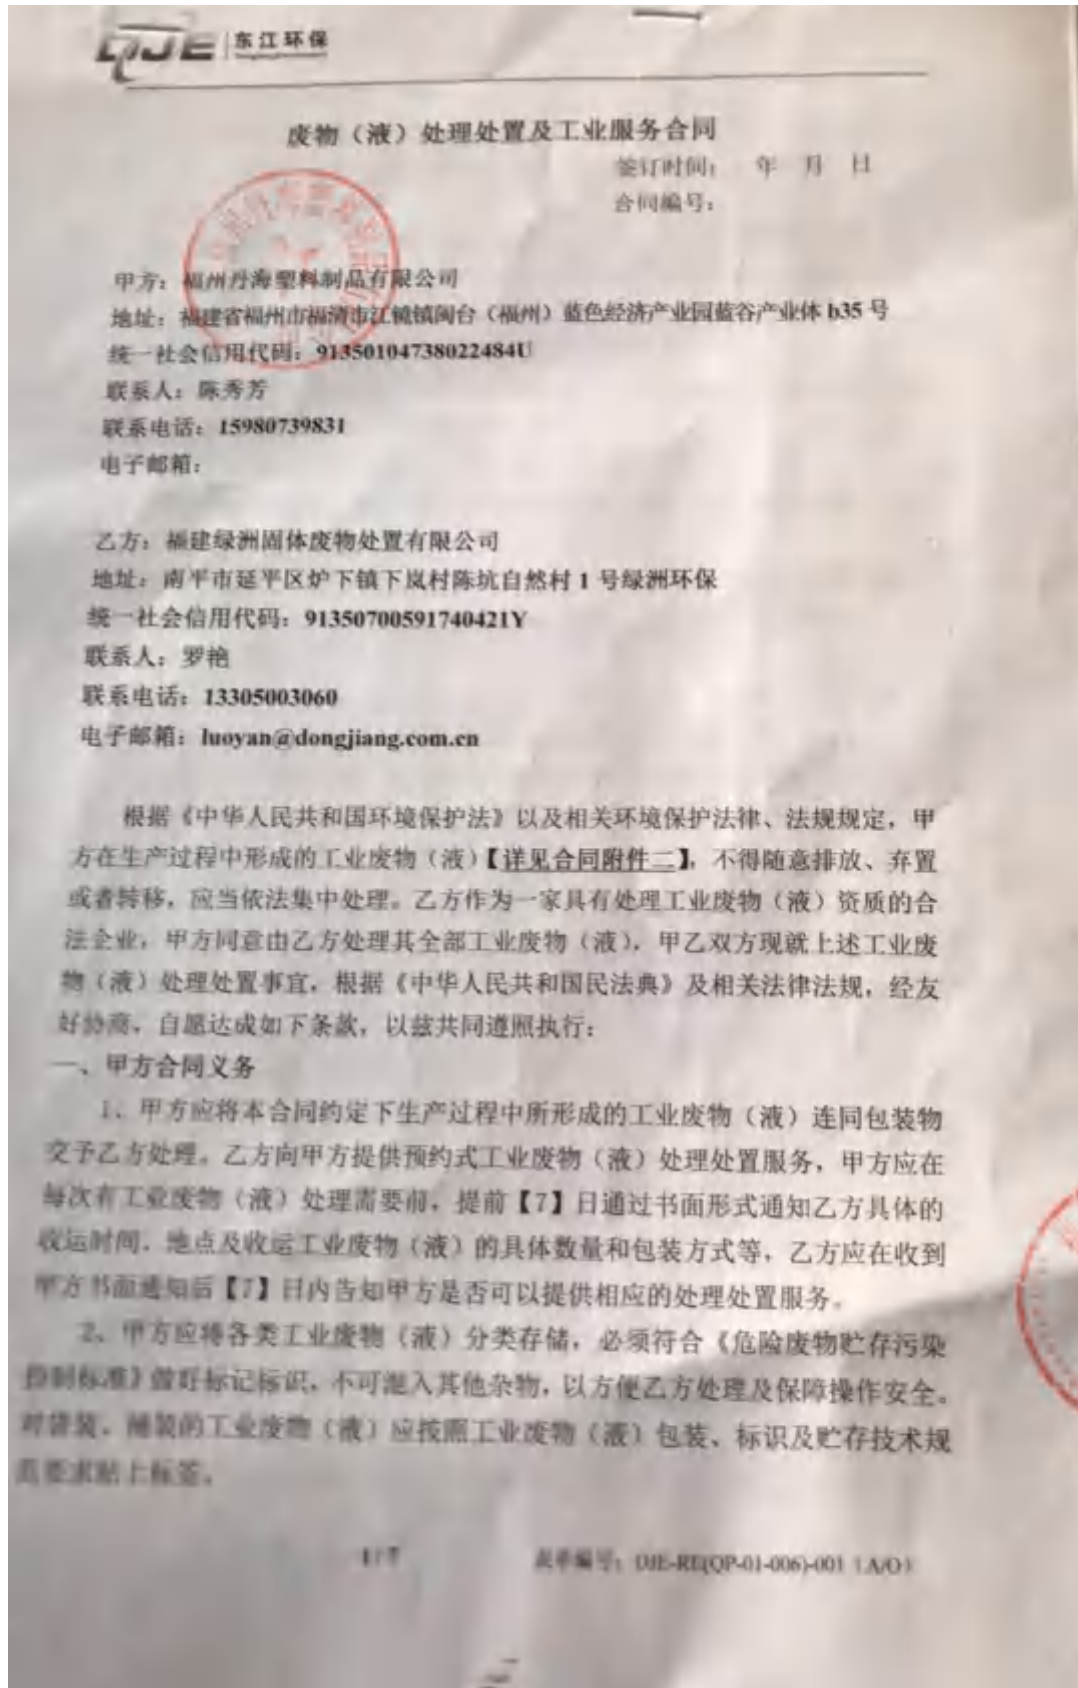 DJE 东江环保
废物（液）处理处置及工业服务合同
签订时间： 年 月 日
合同编号：
甲方：福州丹海塑料制品有限公司
地址：福建省福州市福清市江镜镇闽台（福州）蓝色经济产业园蓝谷产业体 b35 号
统一社会信用代码：91350104738022484U
联系人：陈秀芳
联系电话：15980739831
电子邮箱：
乙方：福建绿洲固体废物处置有限公司
地址：南平市延平区炉下镇下岚村陈坑自然村 1 号绿洲环保
统一社会信用代码：91350700591740421Y
联系人：罗艳
联系电话：13305003060
电子邮箱：luoyan@dongjiang.com.cn
根据《中华人民共和国环境保护法》以及相关环境保护法律、法规规定，甲
方在生产过程中形成的工业废物（液）【详见合同附件二】，不得随意排放、弃置
或者转移，应当依法集中处理。乙方作为一家具有处理工业废物（液）资质的合
法企业，甲方同意由乙方处理其全部工业废物（液），甲乙双方现就上述工业废
物（液）处理处置事宜，根据《中华人民共和国民法典》及相关法律法规，经友
好协商，自愿达成如下条款，以兹共同遵照执行：
一、甲方合同义务
1、甲方应将本合同约定下生产过程中所形成的工业废物（液）连同包装物
交予乙方处理。乙方向甲方提供预约式工业废物（液）处理处置服务，甲方应在
每次有工业废物（液）处理需要前，提前【7】日通过书面形式通知乙方具体的
收运时间、地点及收运工业废物（液）的具体数量和包装方式等，乙方应在收到
甲方书面通知后【7】日内告知甲方是否可以提供相应的处理处置服务。
2、甲方应将各类工业废物（液）分类存储，必须符合《危险废物贮存污染
控制标准》做好标记标识，不可混入其他杂物，以方便乙方处理及保障操作安全。
对袋装、桶装的工业废物（液）应按照工业废物（液）包装、标识及贮存技术规
范要求贴上标签。
1 / 7 表单编号：DJE-RE(QP-01-006)-001（A/O）